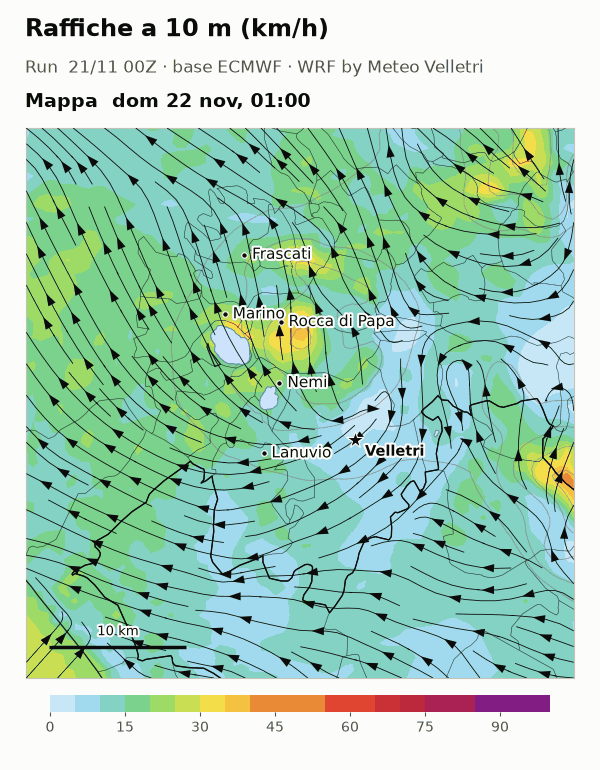 Raffiche a 10 m (km/h)
Run  21/11 00Z · base ECMWF · WRF by Meteo Velletri
Mappa  dom 22 nov, 01:00
Frascati
Marino
Rocca di Papa
Nemi
Lanuvio
Velletri
10 km
0 15 30 45 60 75 90